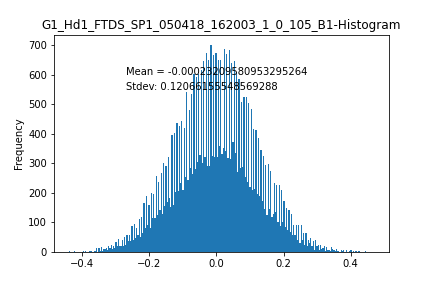 G1_Hd1_FTDS_SP1_050418_162003_1_0_105_B1-Histogram
700
600
500
400
300
200
100
0
Frequency
Mean = -0.00023209580953295264
Stdev: 0.12066155548569288
−0.4 −0.2 0.0 0.2 0.4